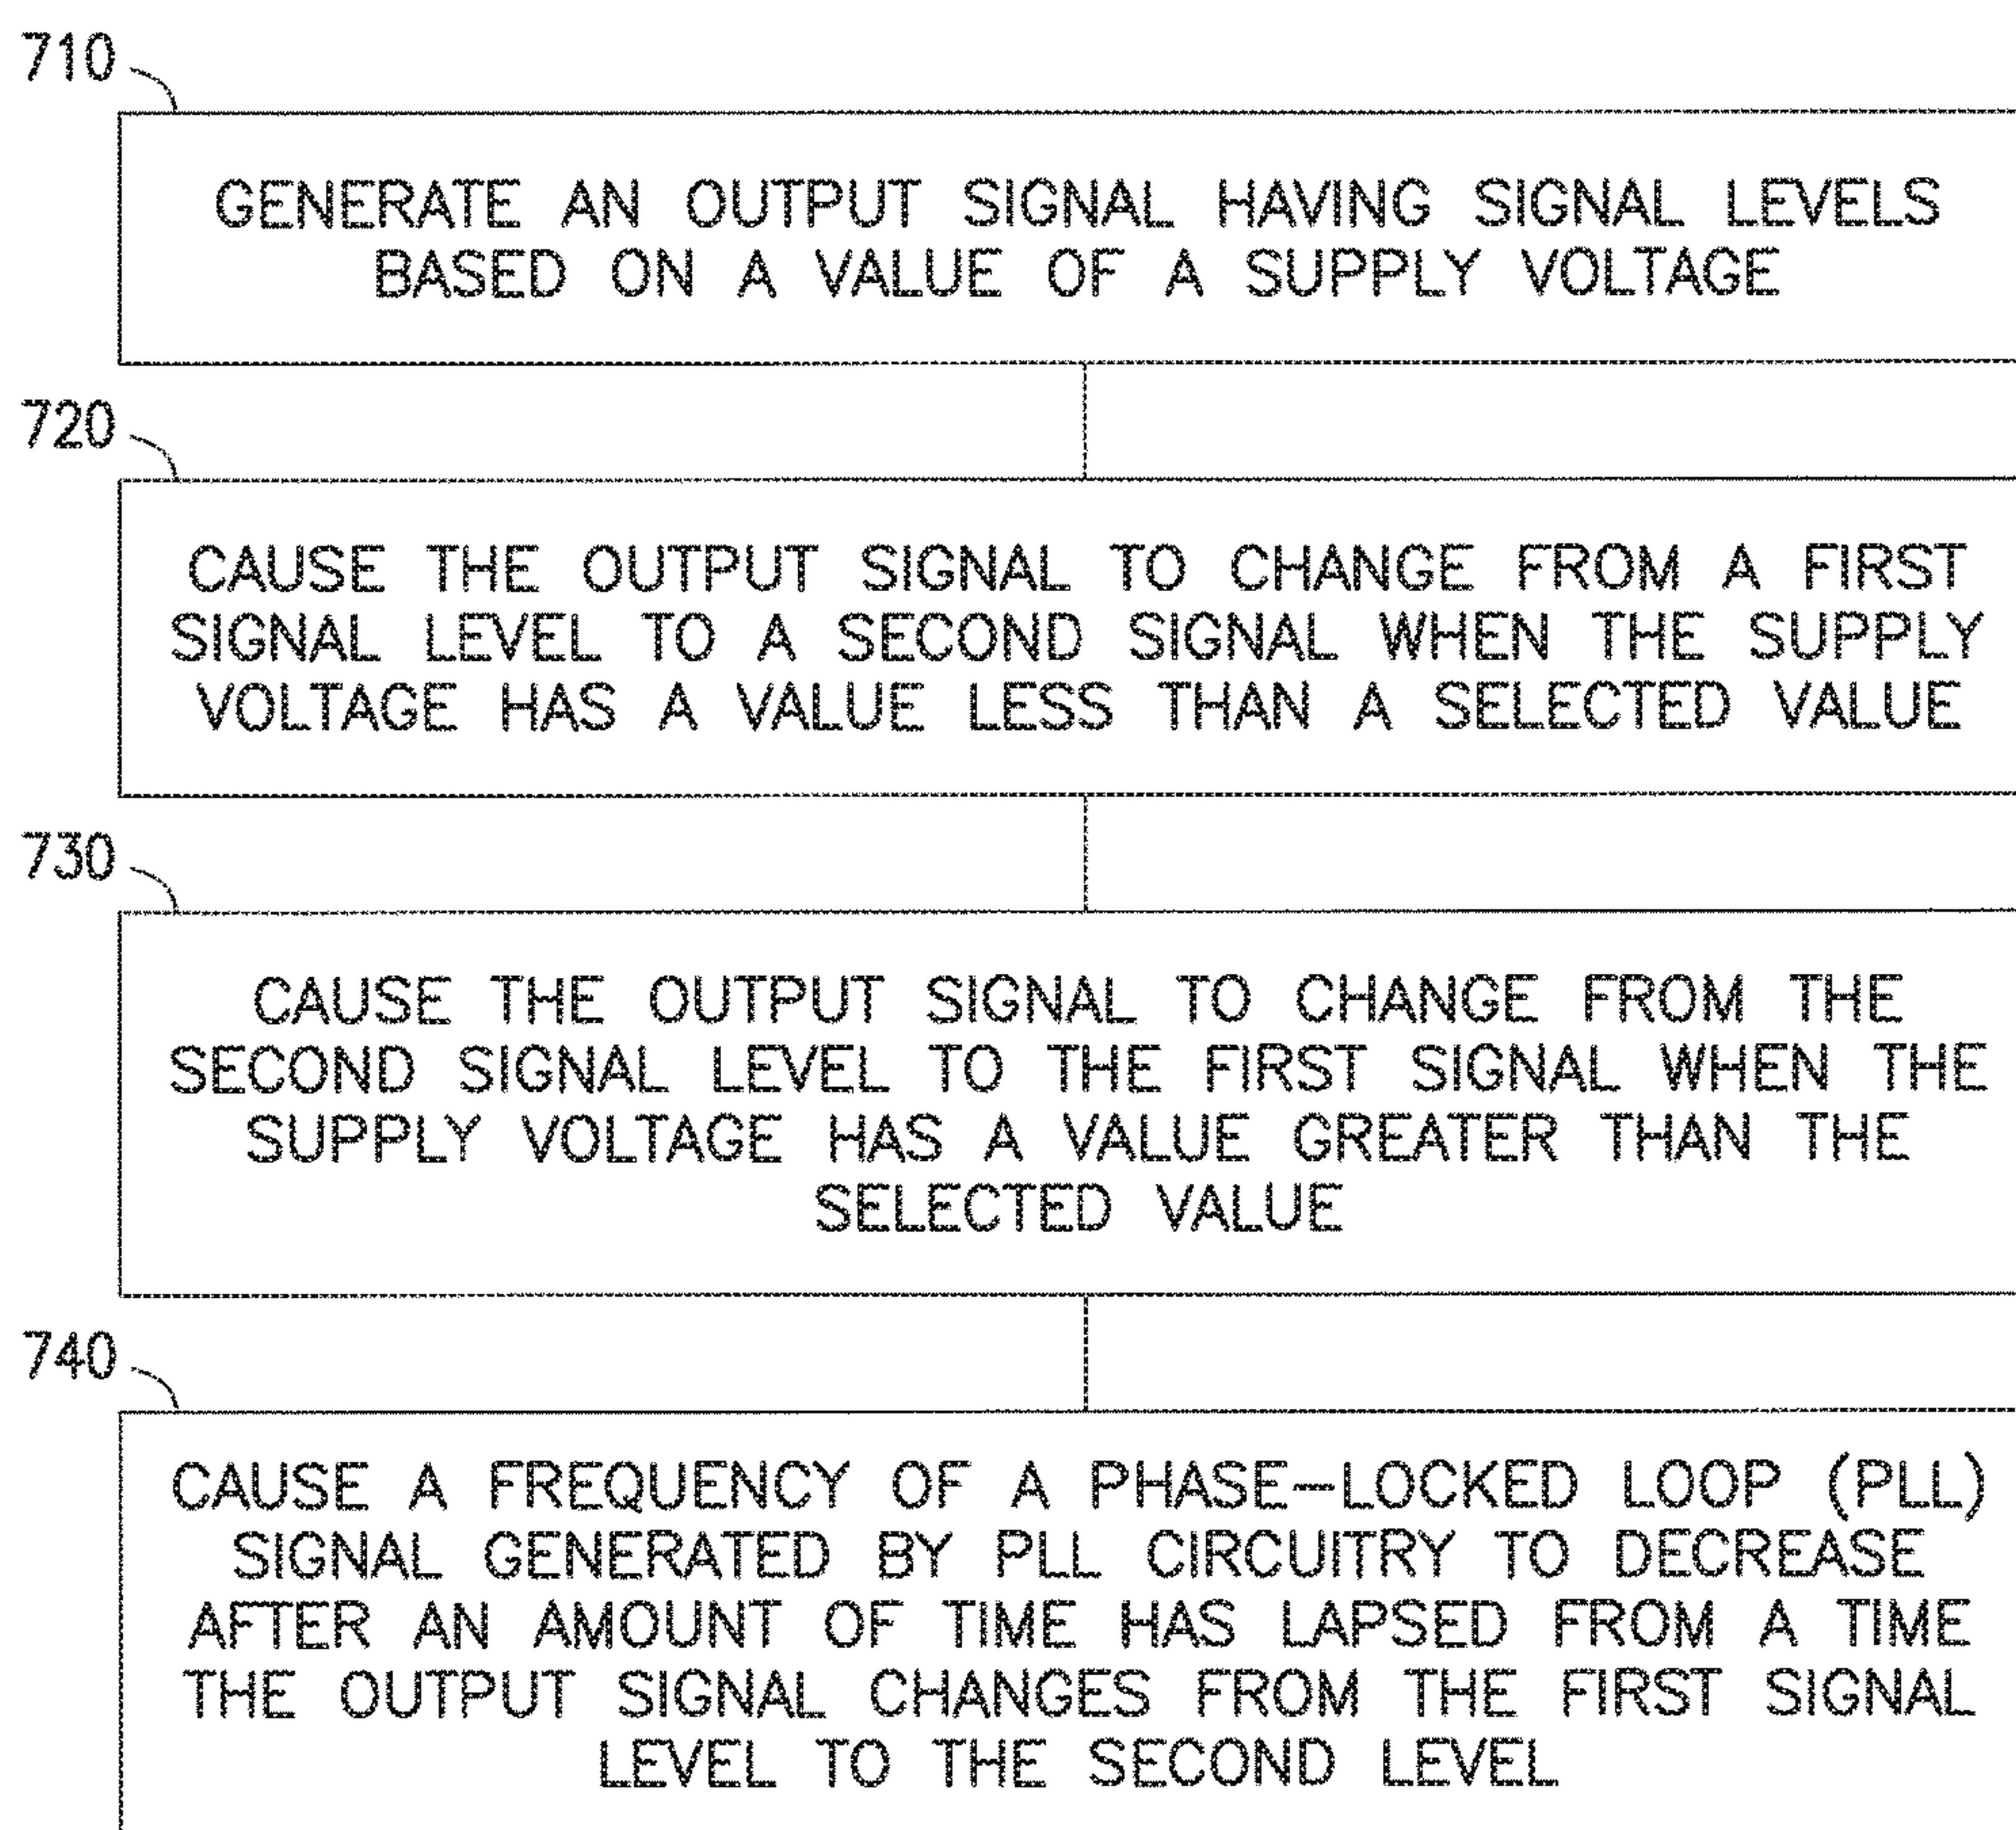 710
GENERATE AN OUTPUT SIGNAL HAVING SIGNAL LEVELS
BASED ON A VALUE OF A SUPPLY VOLTAGE
720
CAUSE THE OUTPUT SIGNAL TO CHANGE FROM A FIRST
SIGNAL LEVEL TO A SECOND SIGNAL WHEN THE SUPPLY
VOLTAGE HAS A VALUE LESS THAN A SELECTED VALUE
730
CAUSE THE OUTPUT SIGNAL TO CHANGE FROM THE
SECOND SIGNAL LEVEL TO THE FIRST SIGNAL WHEN THE
SUPPLY VOLTAGE HAS A VALUE GREATER THAN THE
SELECTED VALUE
740
CAUSE A FREQUENCY OF A PHASE-LOCKED LOOP (PLL)
SIGNAL GENERATED BY PLL CIRCUITRY TO DECREASE
AFTER AN AMOUNT OF TIME HAS LAPSED FROM A TIME
THE OUTPUT SIGNAL CHANGES FROM THE FIRST SIGNAL
LEVEL TO THE SECOND LEVEL